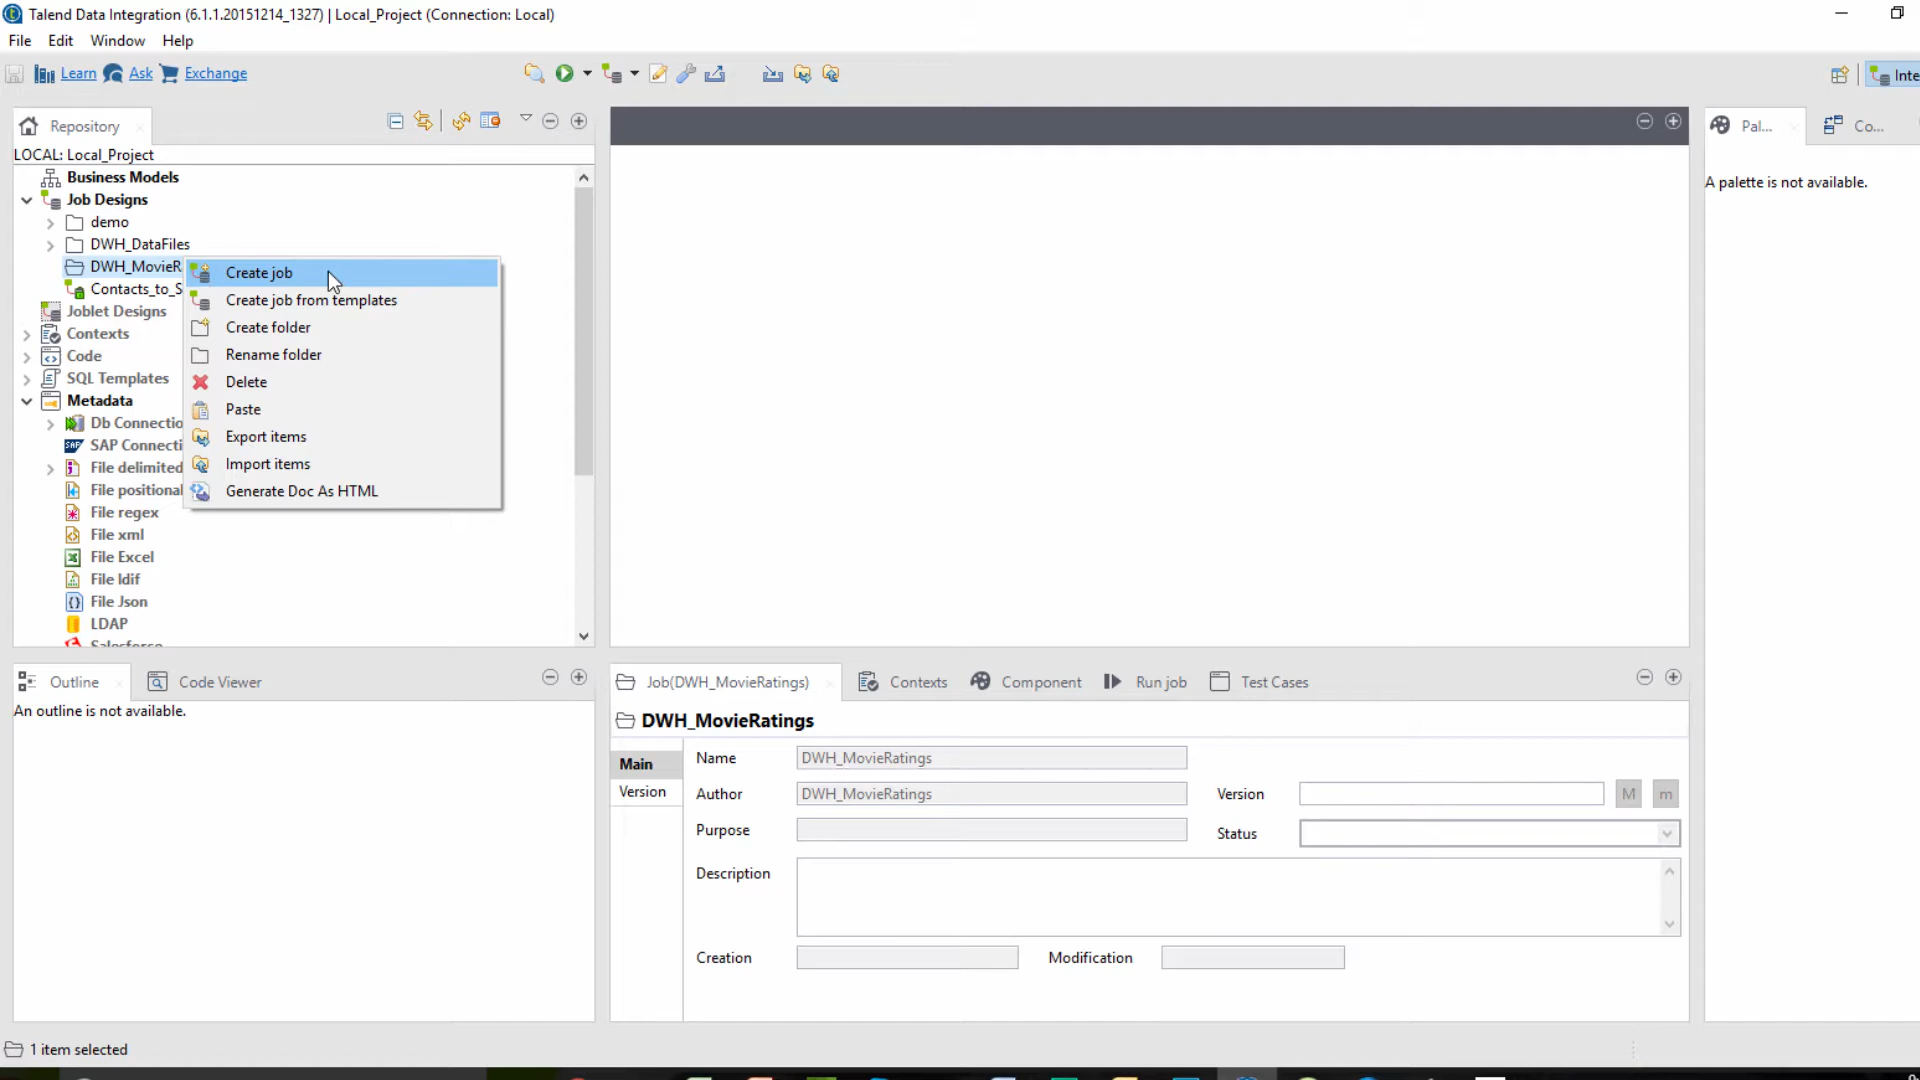 Talend Data Integration (6.1.1.20151214_1327) | Local_Project (Connection: Local)
File Edit Window Help
Learn Ask Exchange
Inte
Repository
LOCAL: Local_Project
Business Models
Job Designs
demo
DWH_DataFiles
DWH_MovieR
Contacts_to_S
Joblet Designs
Contexts
Code
SQL Templates
Metadata
Db Connectio
SAP Connecti
File delimited
File positional
File regex
File xml
File Excel
File ldif
File Json
LDAP
Salesforce
Create job
Create job from templates
Create folder
Rename folder
Delete
Paste
Export items
Import items
Generate Doc As HTML
Pal... Co...
A palette is not available.
Outline Code Viewer
An outline is not available.
Job(DWH_MovieRatings) Contexts Component Run job Test Cases
DWH_MovieRatings
Main
Version
Name DWH_MovieRatings
Author DWH_MovieRatings Version M m
Purpose Status
Description
Creation Modification
1 item selected